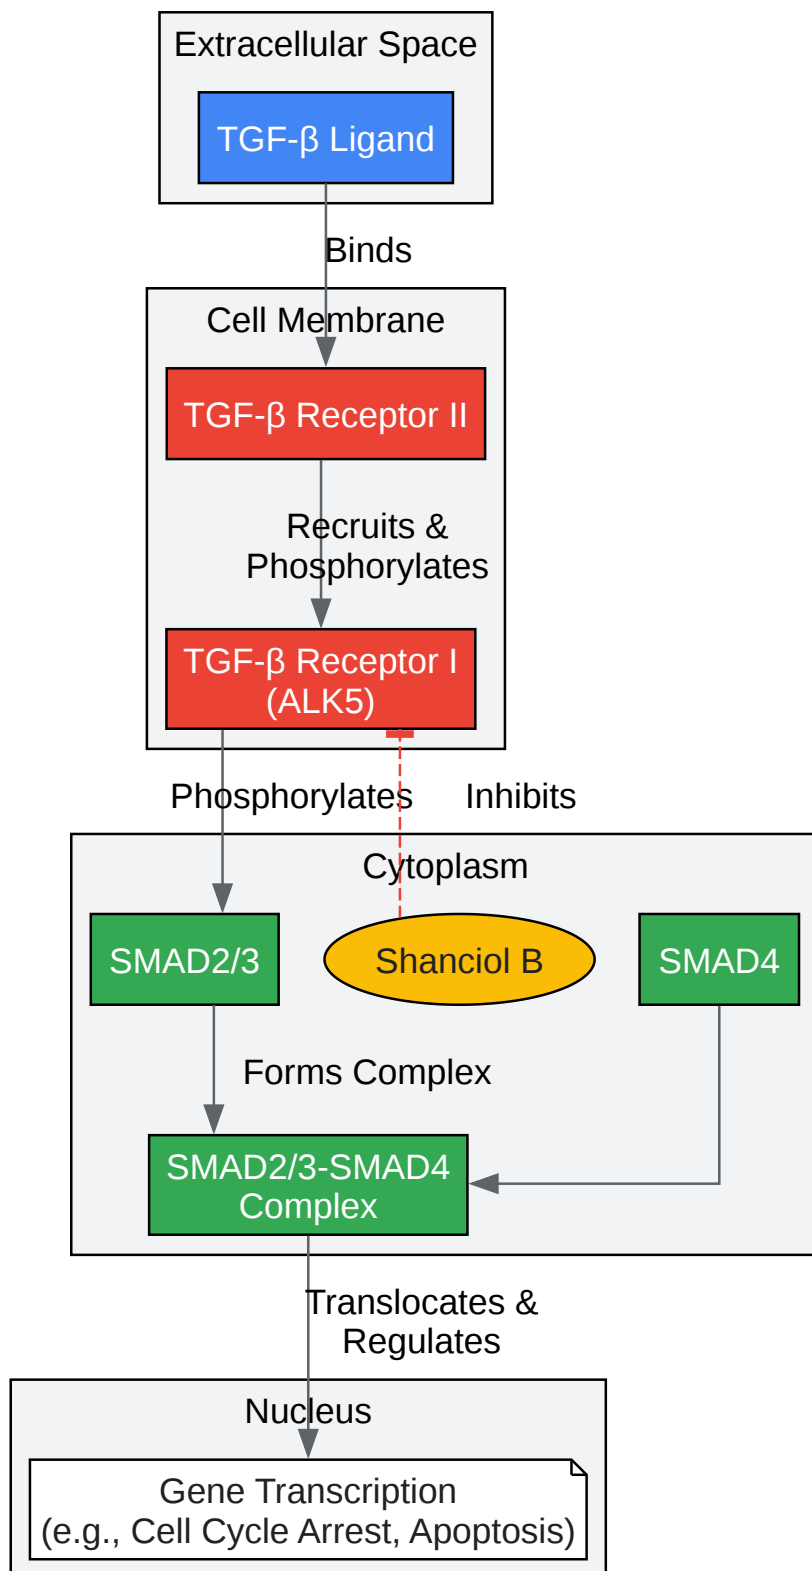 Extracellular Space
TGF-β Ligand
Binds
Cell Membrane
TGF-β Receptor II
Recruits &
Phosphorylates
TGF-β Receptor I
(ALK5)
Phosphorylates
Inhibits
Cytoplasm
SMAD2/3
Shanciol B
SMAD4
Forms Complex
SMAD2/3-SMAD4
Complex
Translocates &
Regulates
Nucleus
Gene Transcription
(e.g., Cell Cycle Arrest, Apoptosis)